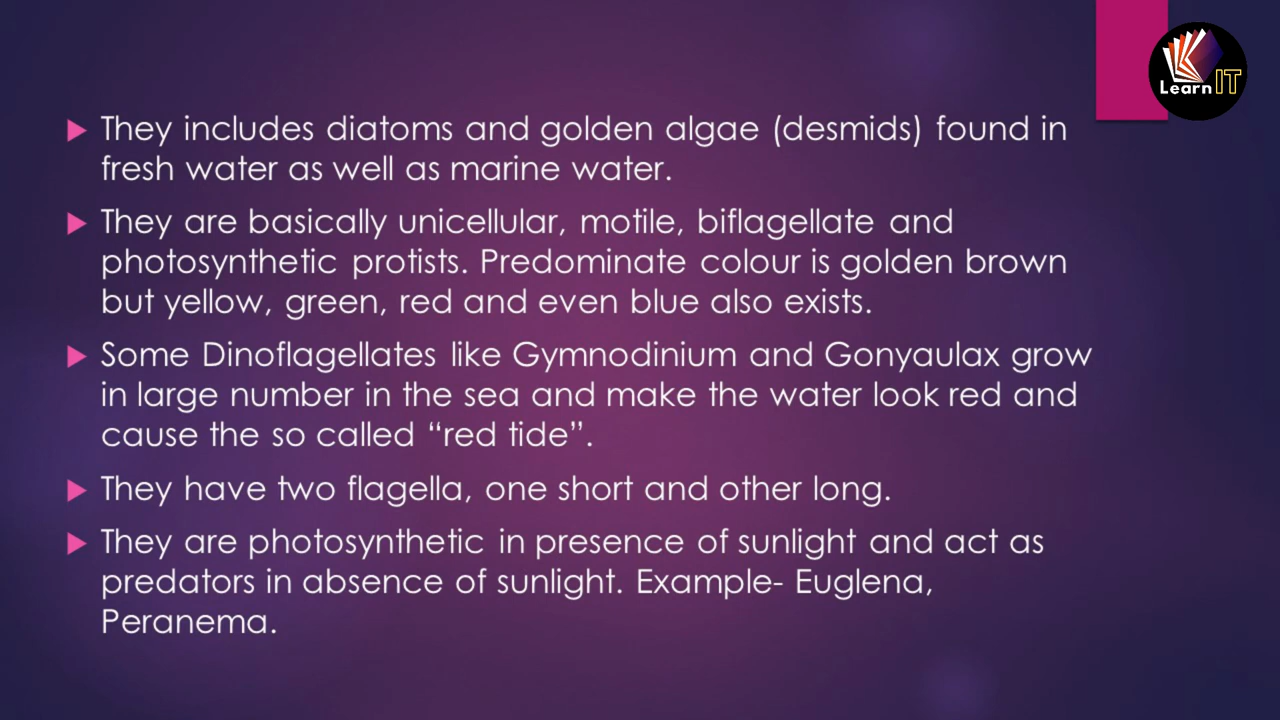 Learn IT
They includes diatoms and golden algae (desmids) found in
fresh water as well as marine water.
They are basically unicellular, motile, biflagellate and
photosynthetic protists. Predominate colour is golden brown
but yellow, green, red and even blue also exists.
Some Dinoflagellates like Gymnodinium and Gonyaulax grow
in large number in the sea and make the water look red and
cause the so called “red tide”.
They have two flagella, one short and other long.
They are photosynthetic in presence of sunlight and act as
predators in absence of sunlight. Example- Euglena,
Peranema.